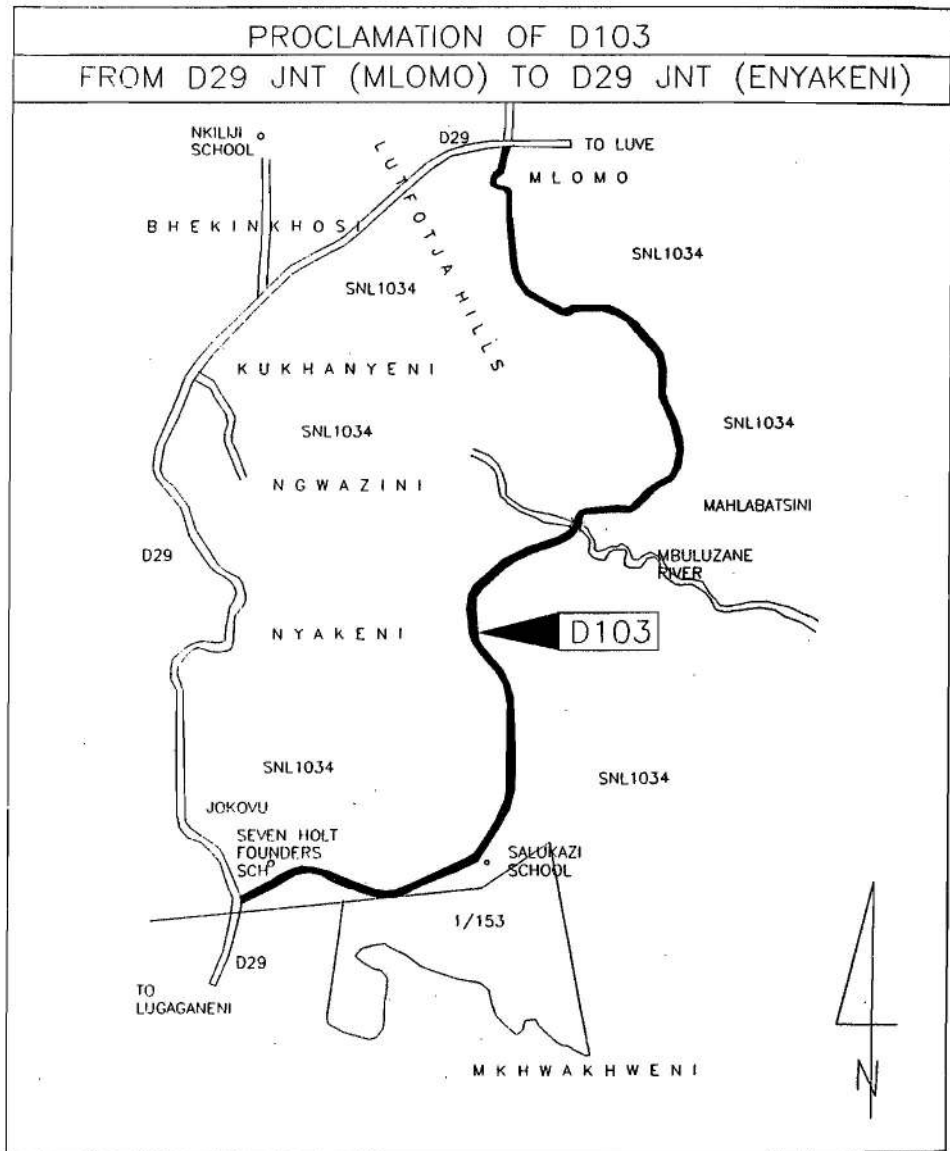 PROCLAMATION OF D103
FROM D29 JNT (MLOMO) TO D29 JNT (ENYAKENI)
NKILIJI
SCHOOL
D29
TO LUVE
MLOMO
LUTFOTJA HILLS
BHEKINKHOSI
SNL1034
SNL1034
KUKHANYENI
SNL1034
SNL1034
NGWAZINI
MAHLABATSINI
D29
MBULUZANE
RIVER
NYAKENI
D103
SNL1034
SNL1034
JOKOVU
SEVEN HOLT
FOUNDERS
SCH
SALUKAZI
SCHOOL
1/153
D29
TO
LUGAGANENI
MKHWAKHWENI
N